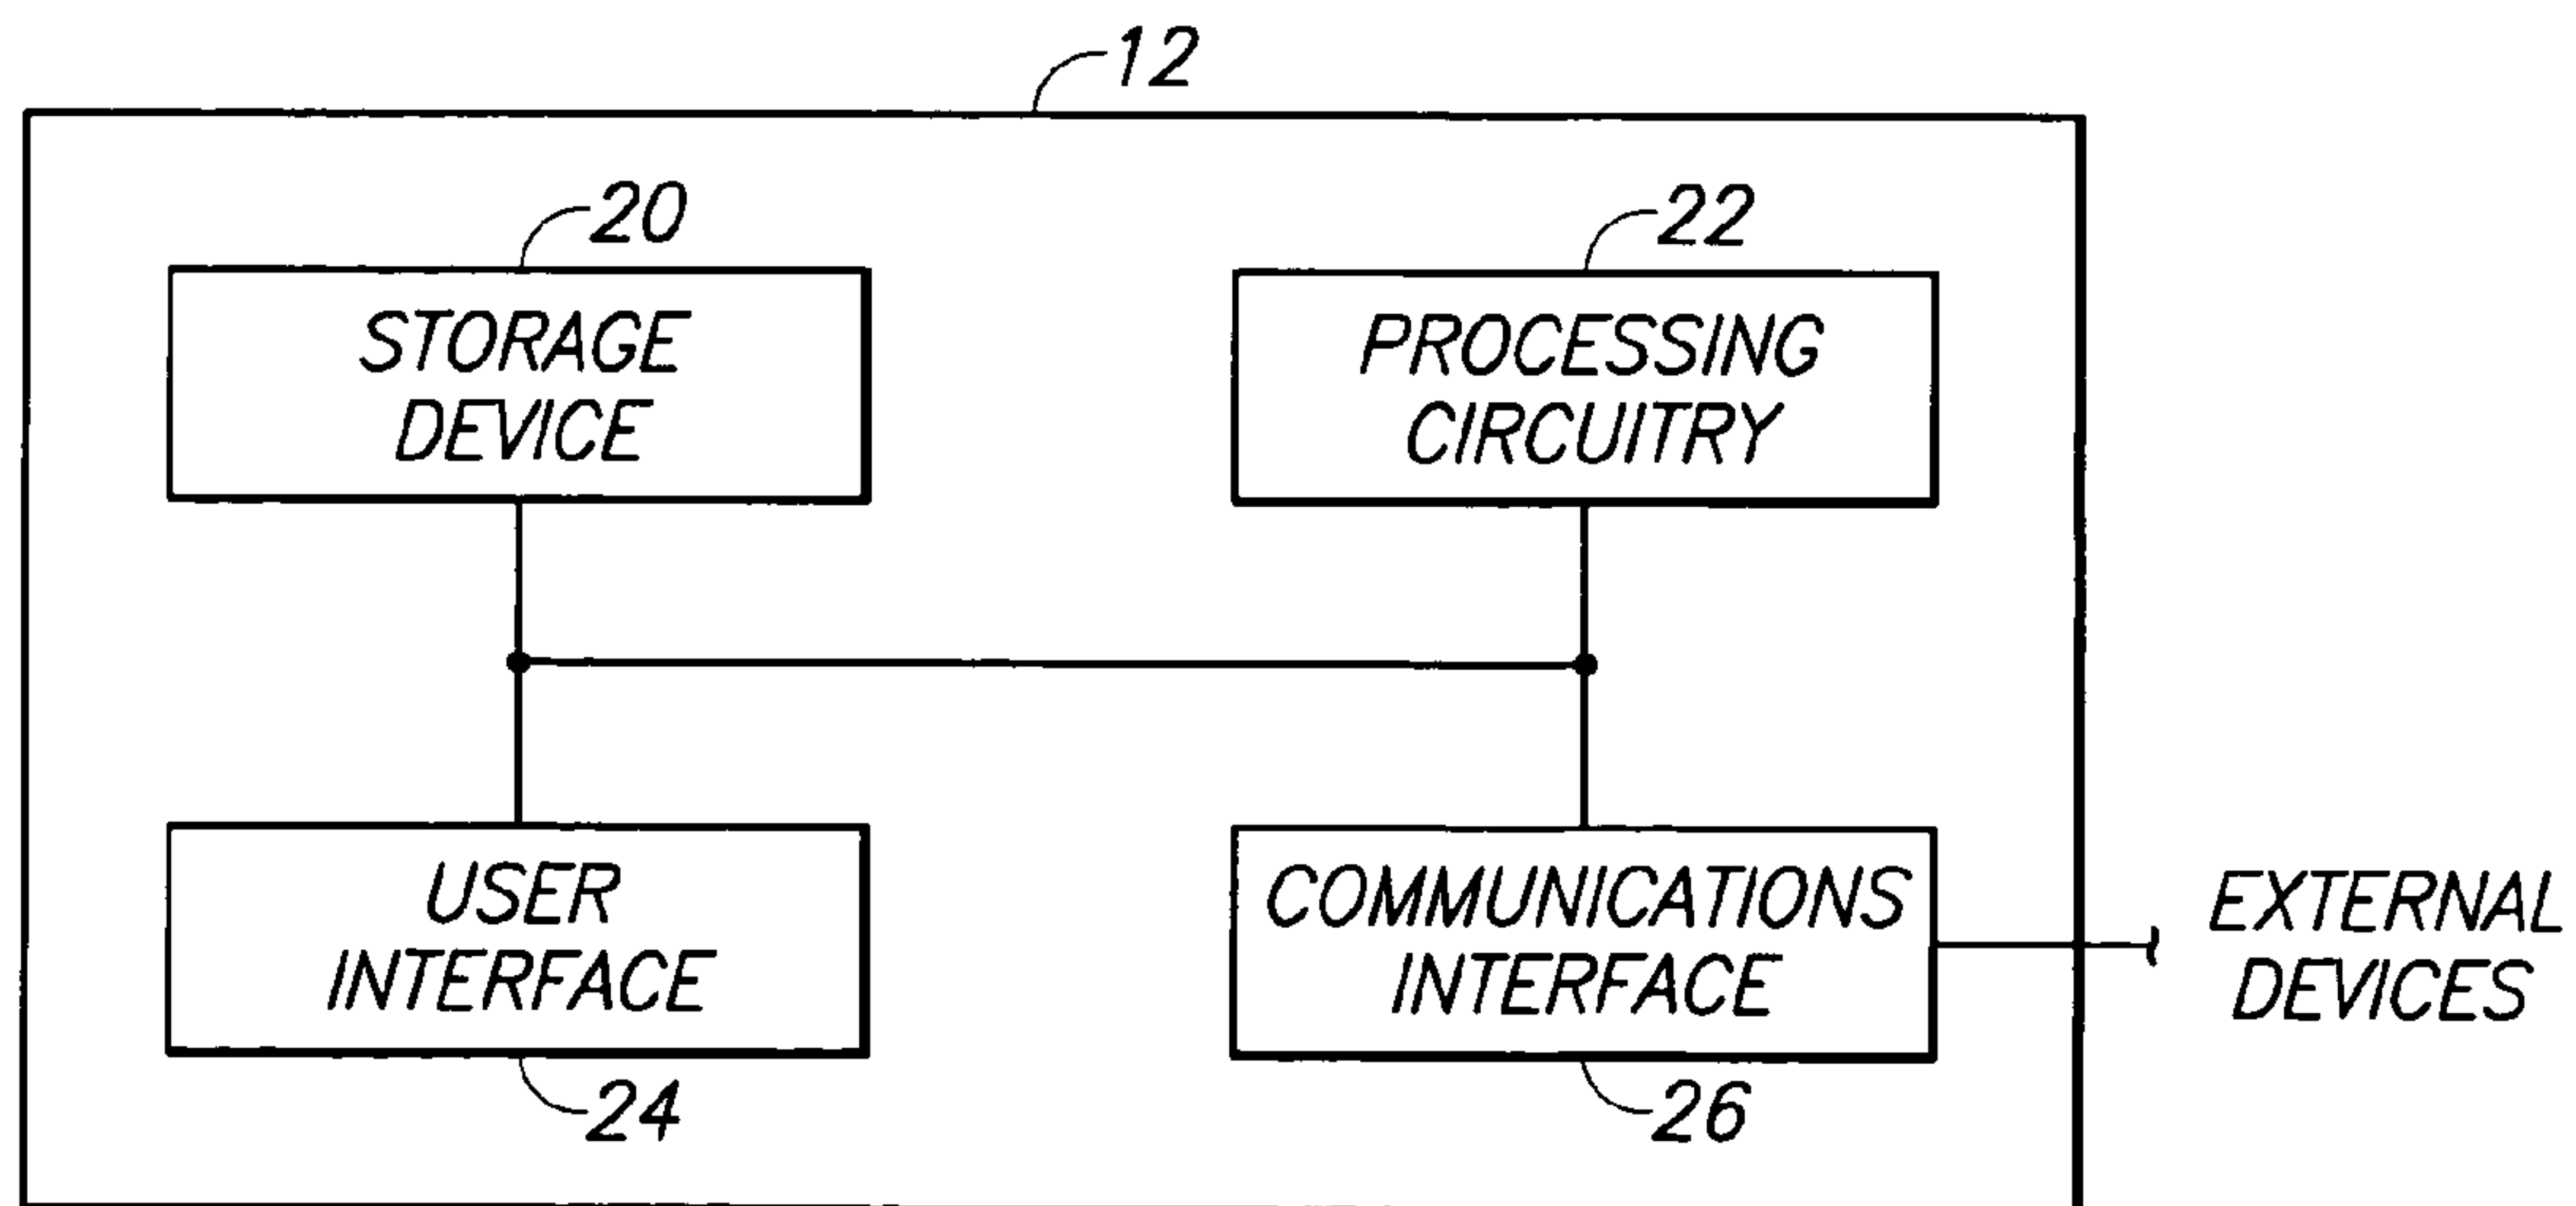 12
20
22
STORAGE
DEVICE
PROCESSING
CIRCUITRY
USER
INTERFACE
COMMUNICATIONS
INTERFACE
EXTERNAL
DEVICES
24
26